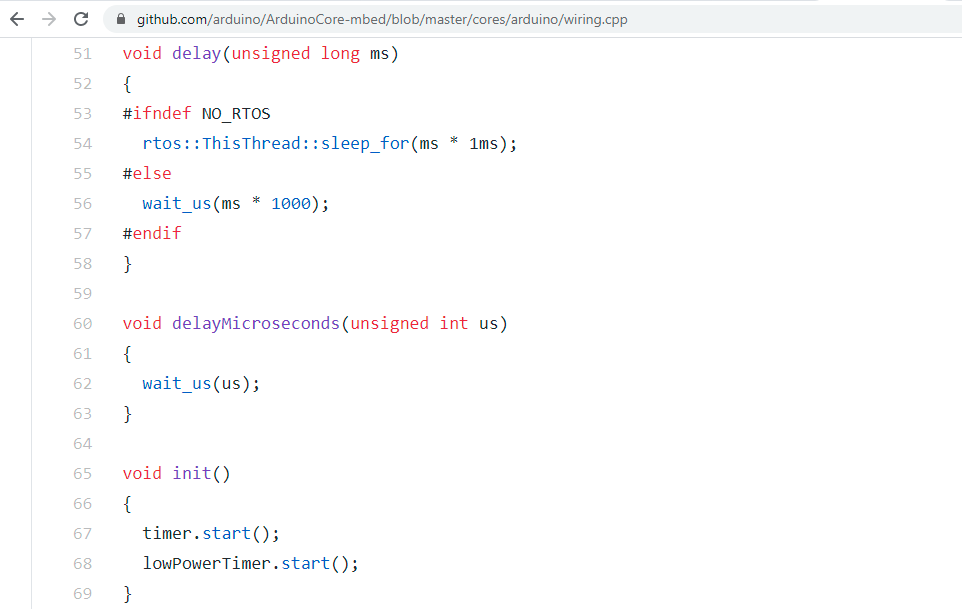 github.com/arduino/ArduinoCore-mbed/blob/master/cores/arduino/wiring.cpp
51 void delay(unsigned long ms)
52 {
53 #ifndef NO_RTOS
54   rtos::ThisThread::sleep_for(ms * 1ms);
55 #else
56   wait_us(ms * 1000);
57 #endif
58 }
59
60 void delayMicroseconds(unsigned int us)
61 {
62   wait_us(us);
63 }
64
65 void init()
66 {
67   timer.start();
68   lowPowerTimer.start();
69 }